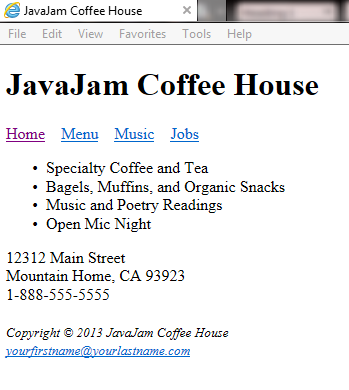 JavaJam Coffee House
File Edit View Favorites Tools Help
JavaJam Coffee House
Home Menu Music Jobs
• Specialty Coffee and Tea
• Bagels, Muffins, and Organic Snacks
• Music and Poetry Readings
• Open Mic Night
12312 Main Street
Mountain Home, CA 93923
1-888-555-5555
Copyright © 2013 JavaJam Coffee House
yourfirstname@yourlastname.com